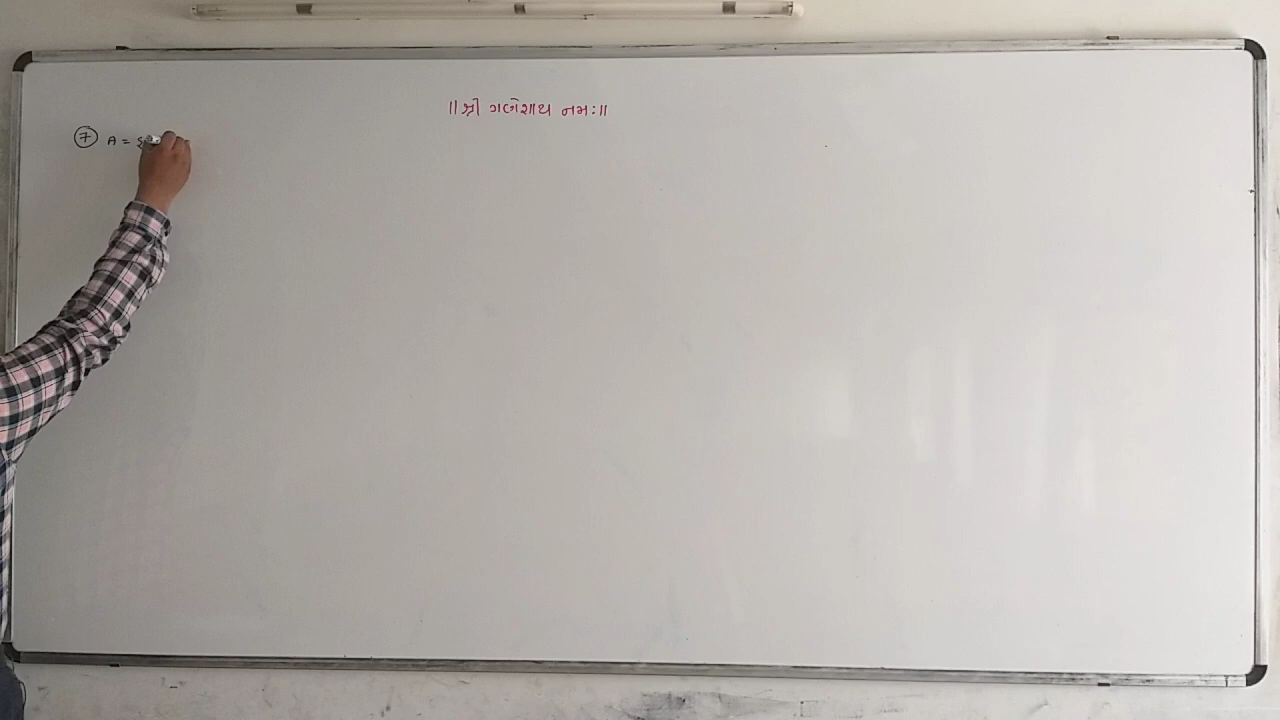 ॥ શ્રી ગણેશાય નમઃ ॥
⑦ A = {